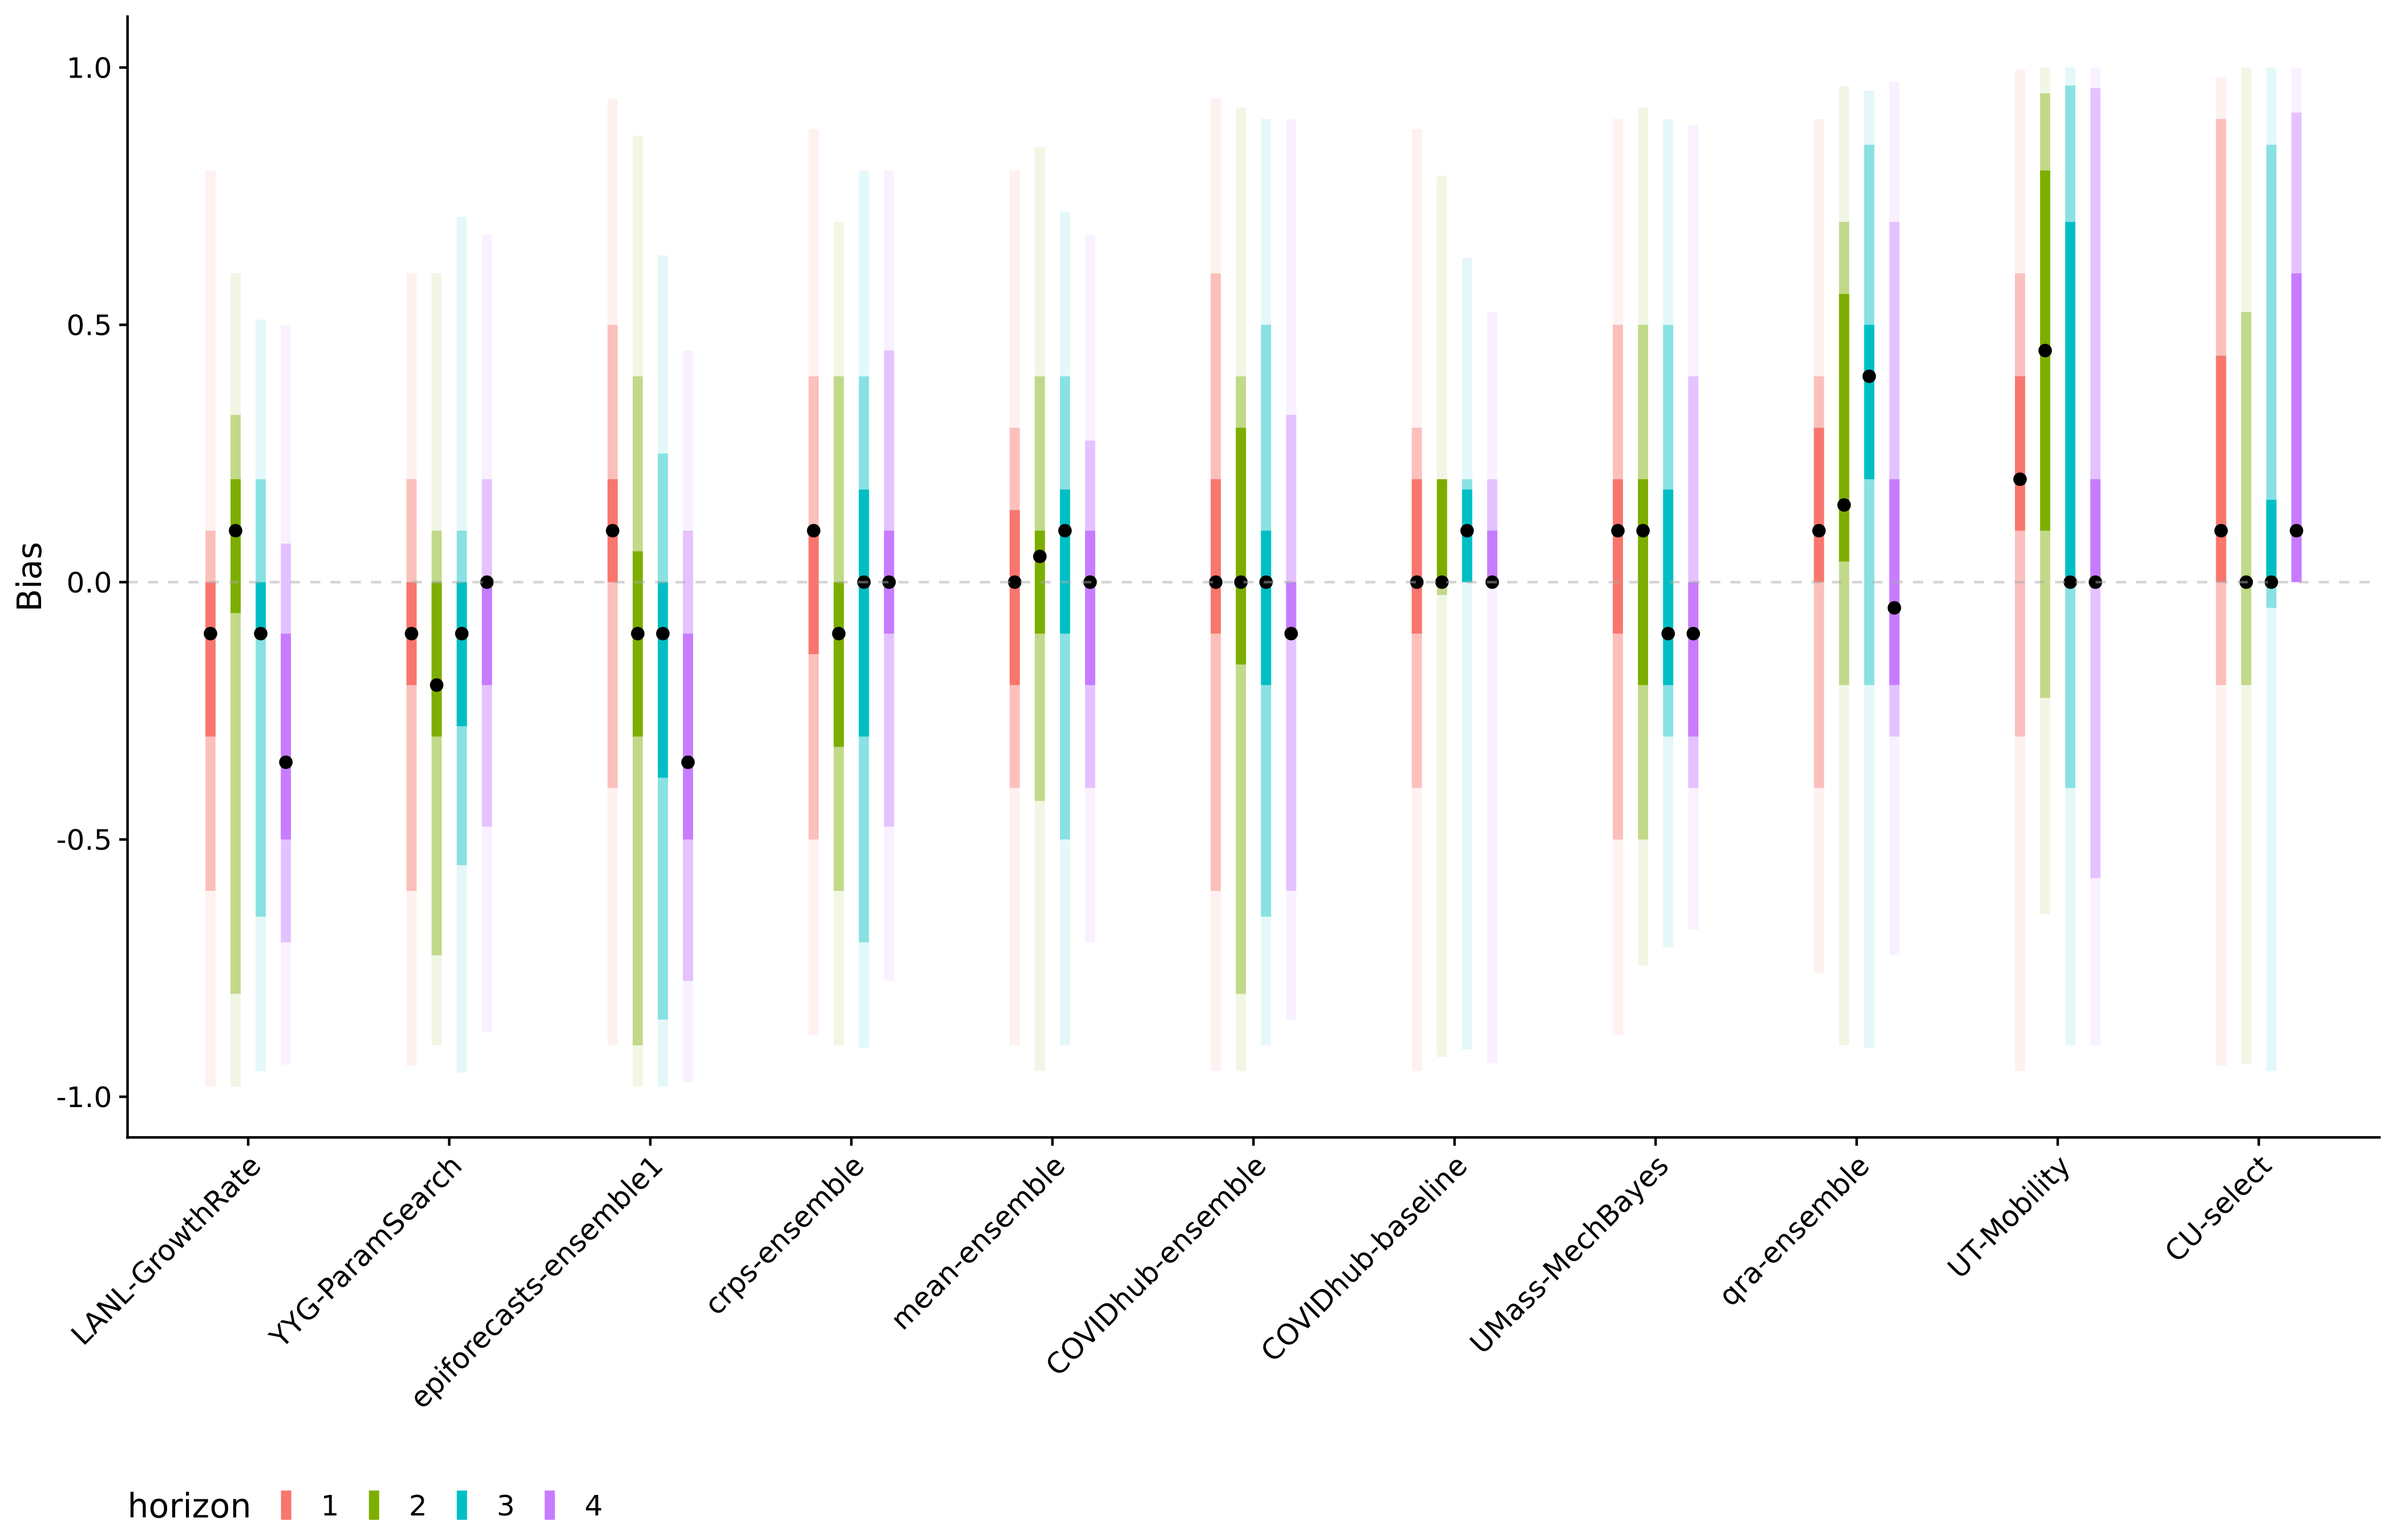 Bias
1.0
0.5
0.0
-0.5
-1.0
LANL-GrowthRate
YYG-ParamSearch
epiforecasts-ensemble1
crps-ensemble
mean-ensemble
COVIDhub-ensemble
COVIDhub-baseline
UMass-MechBayes
qra-ensemble
UT-Mobility
CU-select
horizon 1 2 3 4